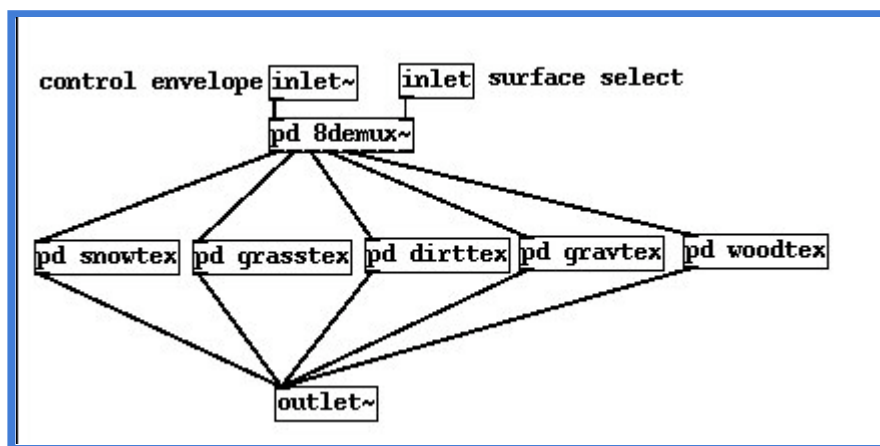 control envelope inlet~ inlet surface select
pd 8demux~
pd snowtex pd grasstex pd dirttex pd gravtex pd woodtex
outlet~